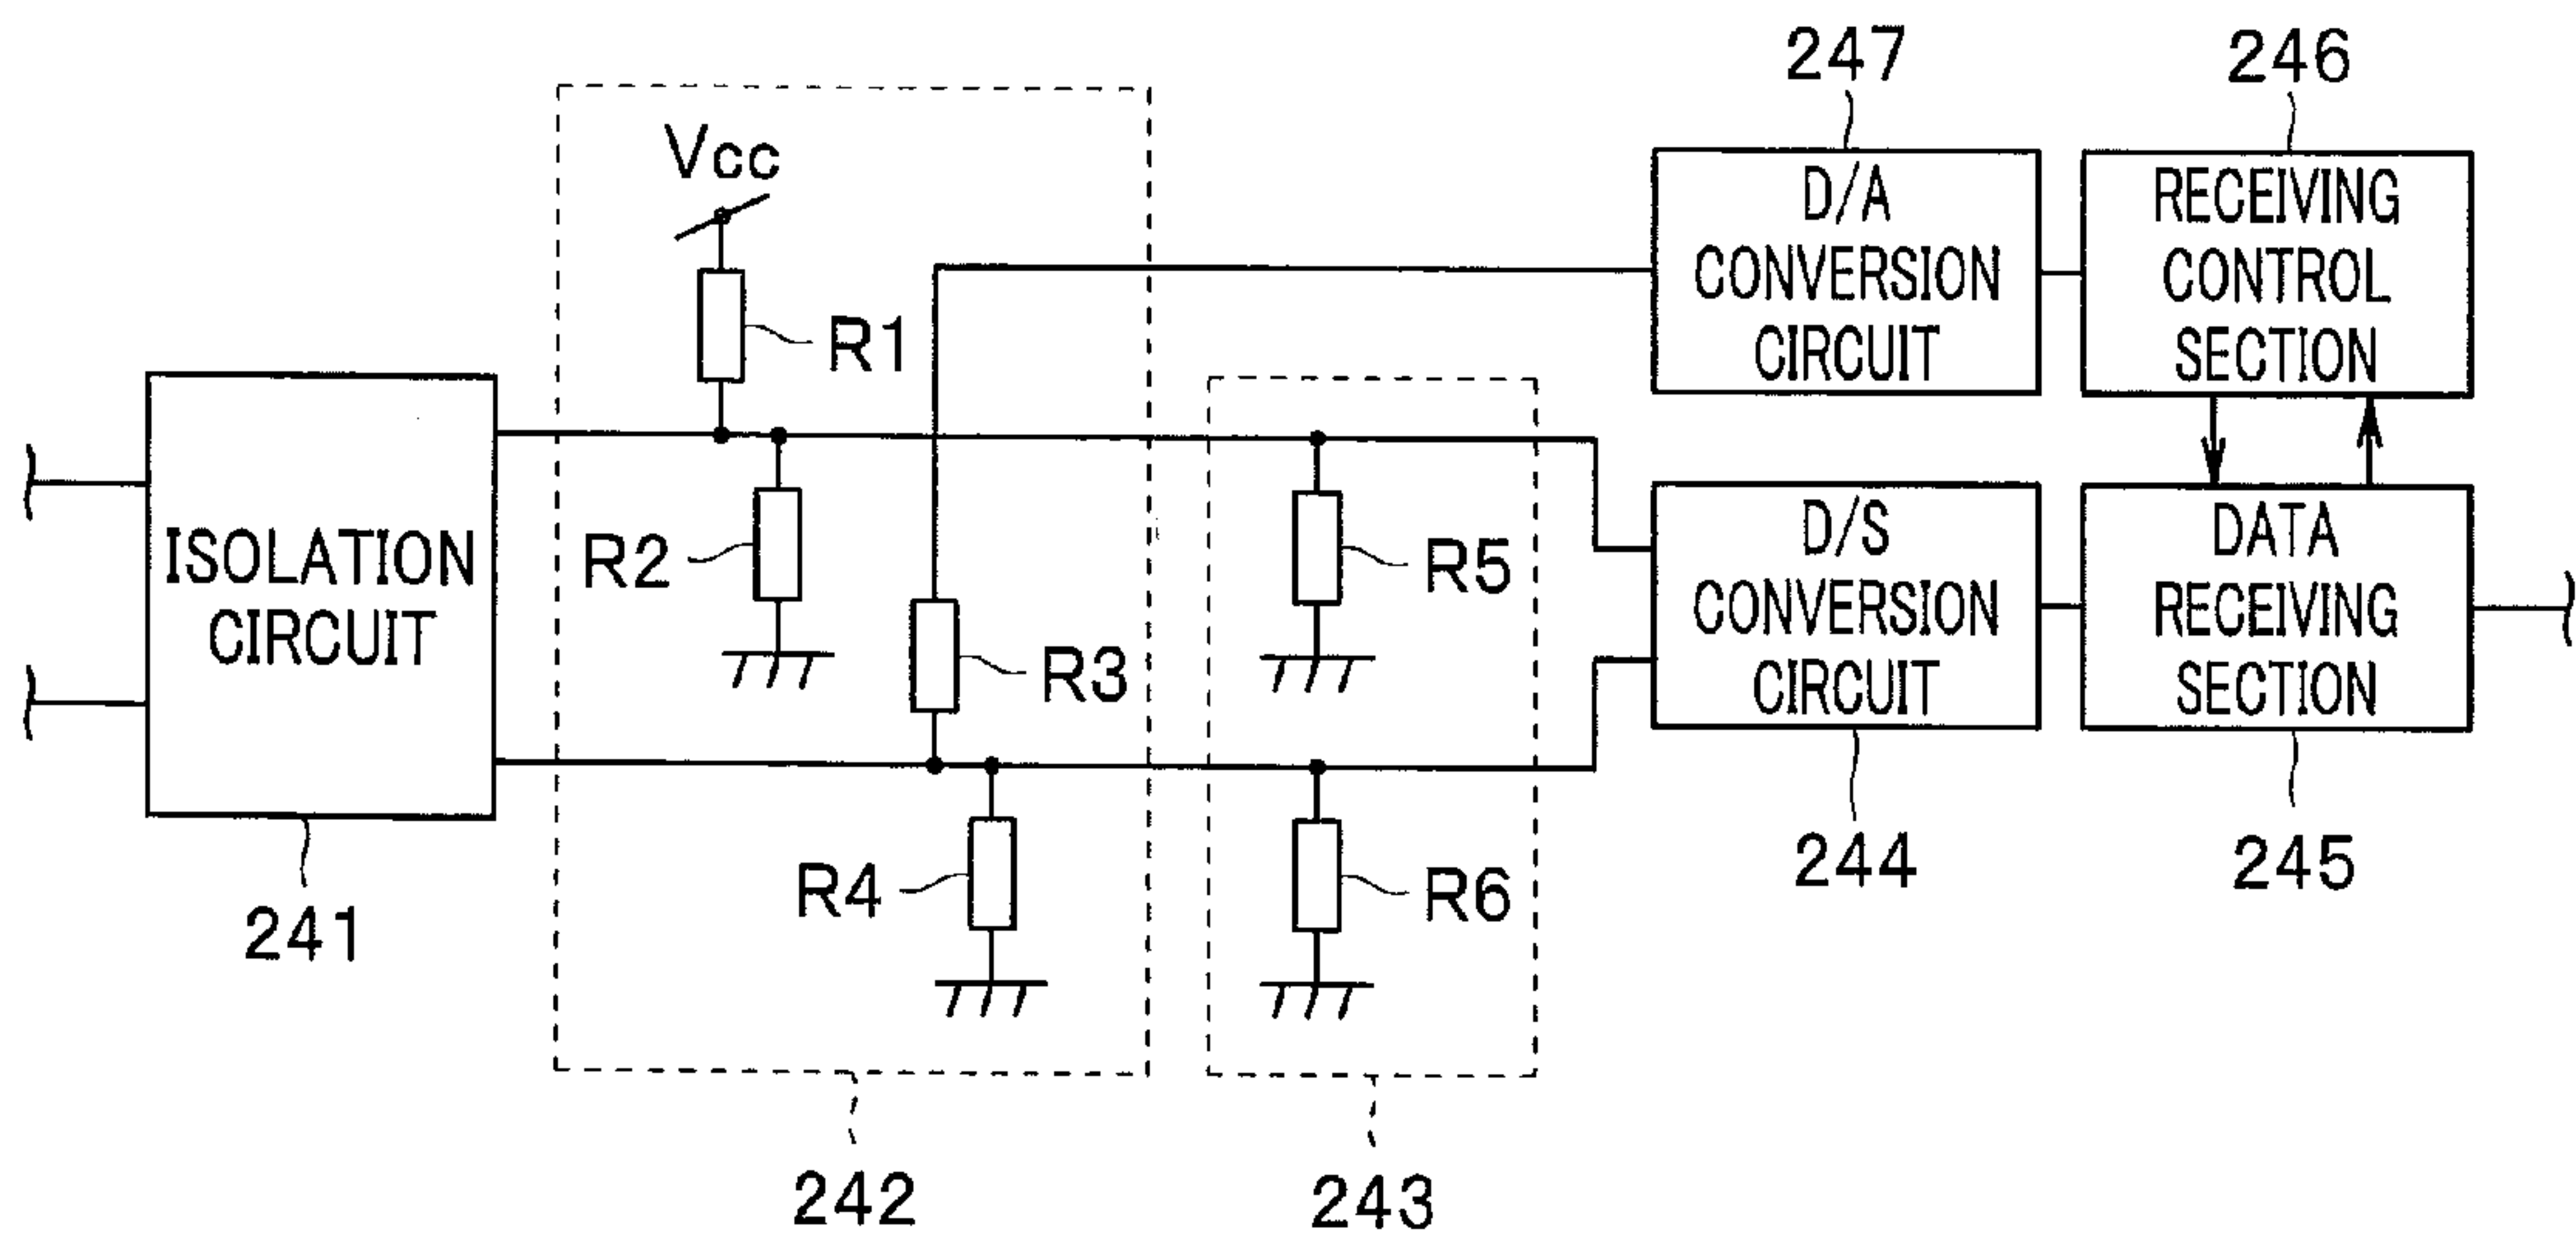 247
246
Vcc
D/A
CONVERSION
CIRCUIT
RECEIVING
CONTROL
SECTION
R1
ISOLATION
CIRCUIT
R2
R3
R5
D/S
CONVERSION
CIRCUIT
DATA
RECEIVING
SECTION
R4
R6
241
244
245
242
243